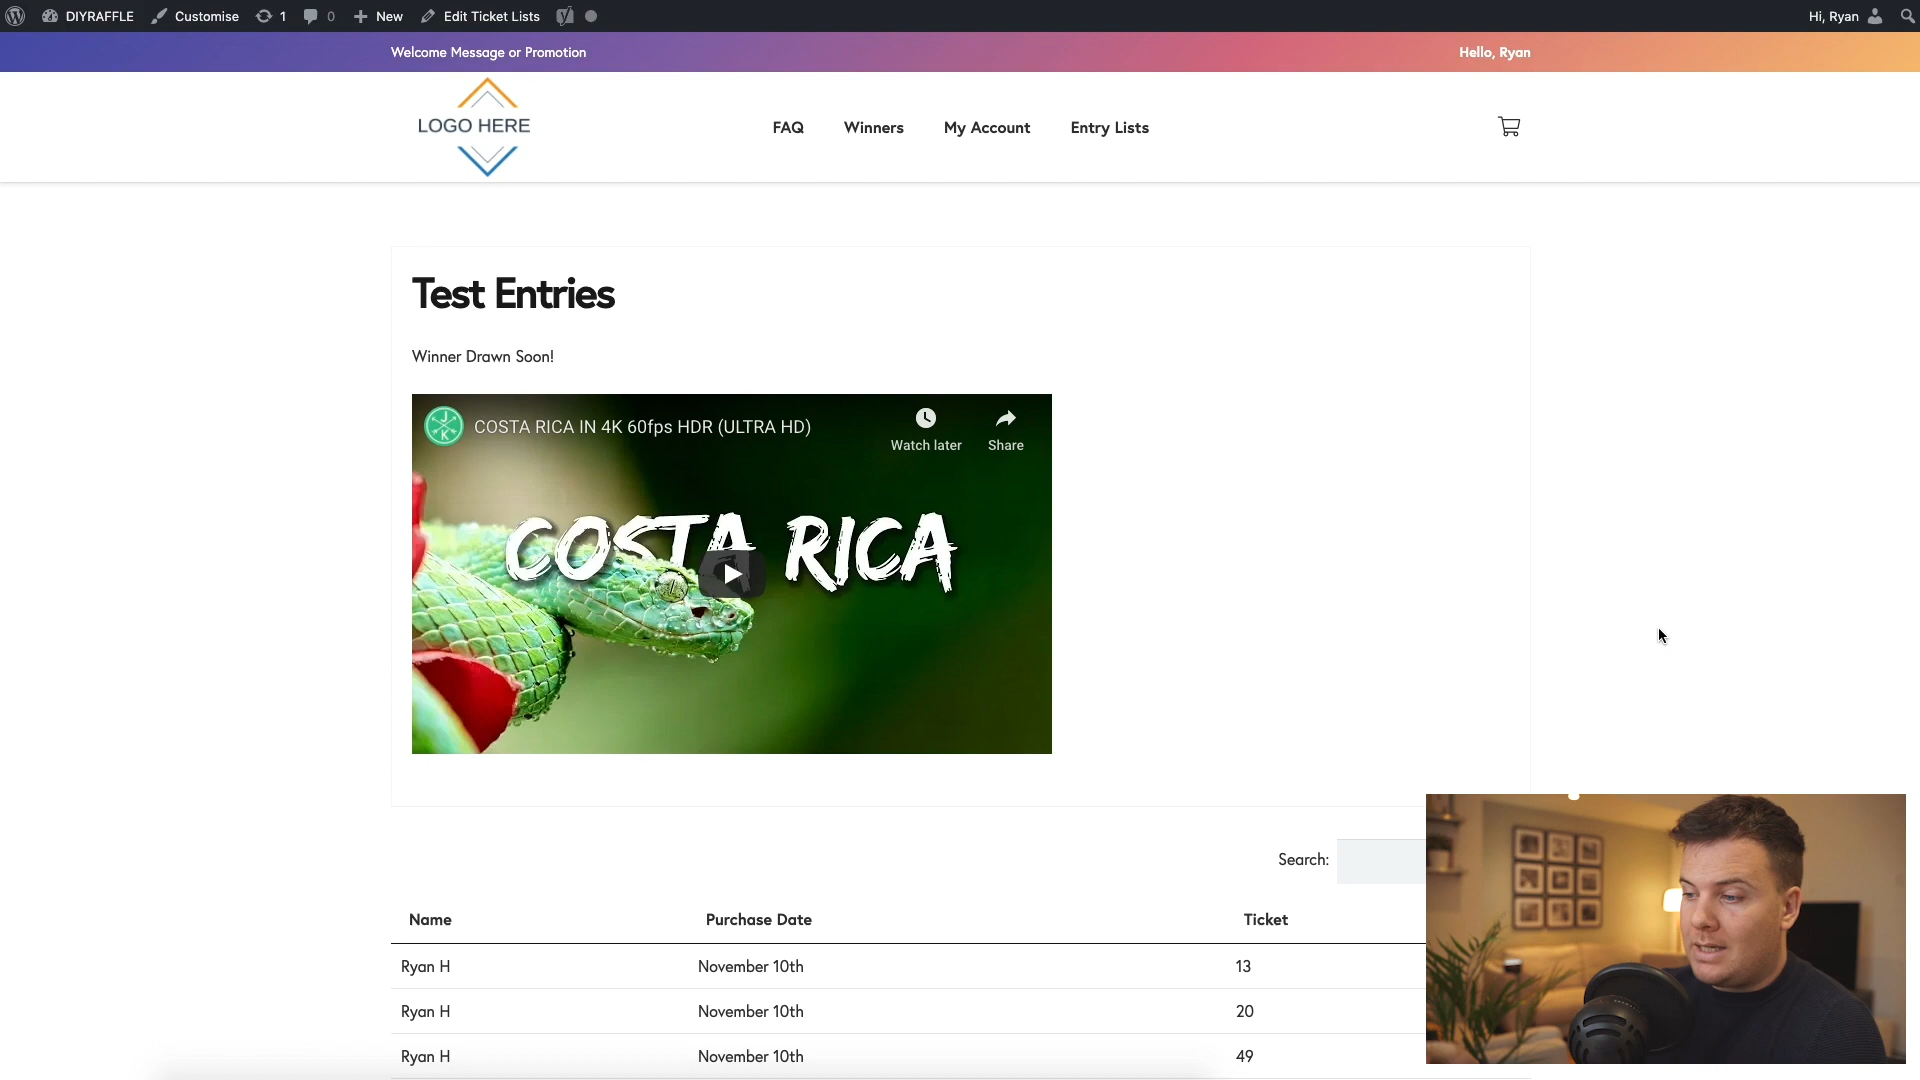 DIYRAFFLE Customise 1 0 New Edit Ticket Lists Hi, Ryan
Welcome Message or Promotion Hello, Ryan
LOGO HERE FAQ Winners My Account Entry Lists
Test Entries
Winner Drawn Soon!
J K COSTA RICA IN 4K 60fps HDR (ULTRA HD) Watch later Share
COSTA RICA
Search:
Name Purchase Date Ticket
Ryan H November 10th 13
Ryan H November 10th 20
Ryan H November 10th 49